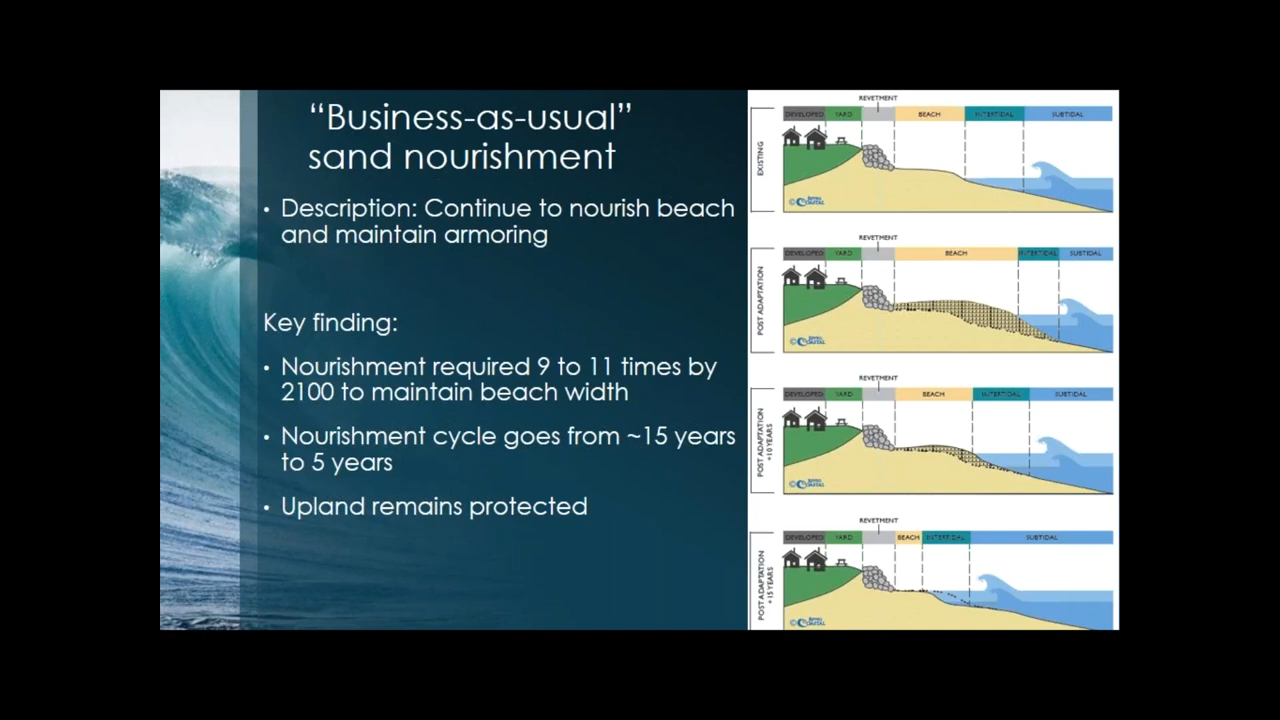 “Business-as-usual”
sand nourishment
• Description: Continue to nourish beach
and maintain armoring
Key finding:
• Nourishment required 9 to 11 times by
2100 to maintain beach width
• Nourishment cycle goes from ~15 years
to 5 years
• Upland remains protected
REVETMENT
DEVELOPED YARD BEACH INTERTIDAL SUBTIDAL
EXISTING
REVETMENT
DEVELOPED YARD BEACH INTERTIDAL SUBTIDAL
POST ADAPTATION
REVETMENT
DEVELOPED YARD BEACH INTERTIDAL SUBTIDAL
POST ADAPTATION
+10 YEARS
REVETMENT
DEVELOPED YARD BEACH INTERTIDAL SUBTIDAL
POST ADAPTATION
+15 YEARS